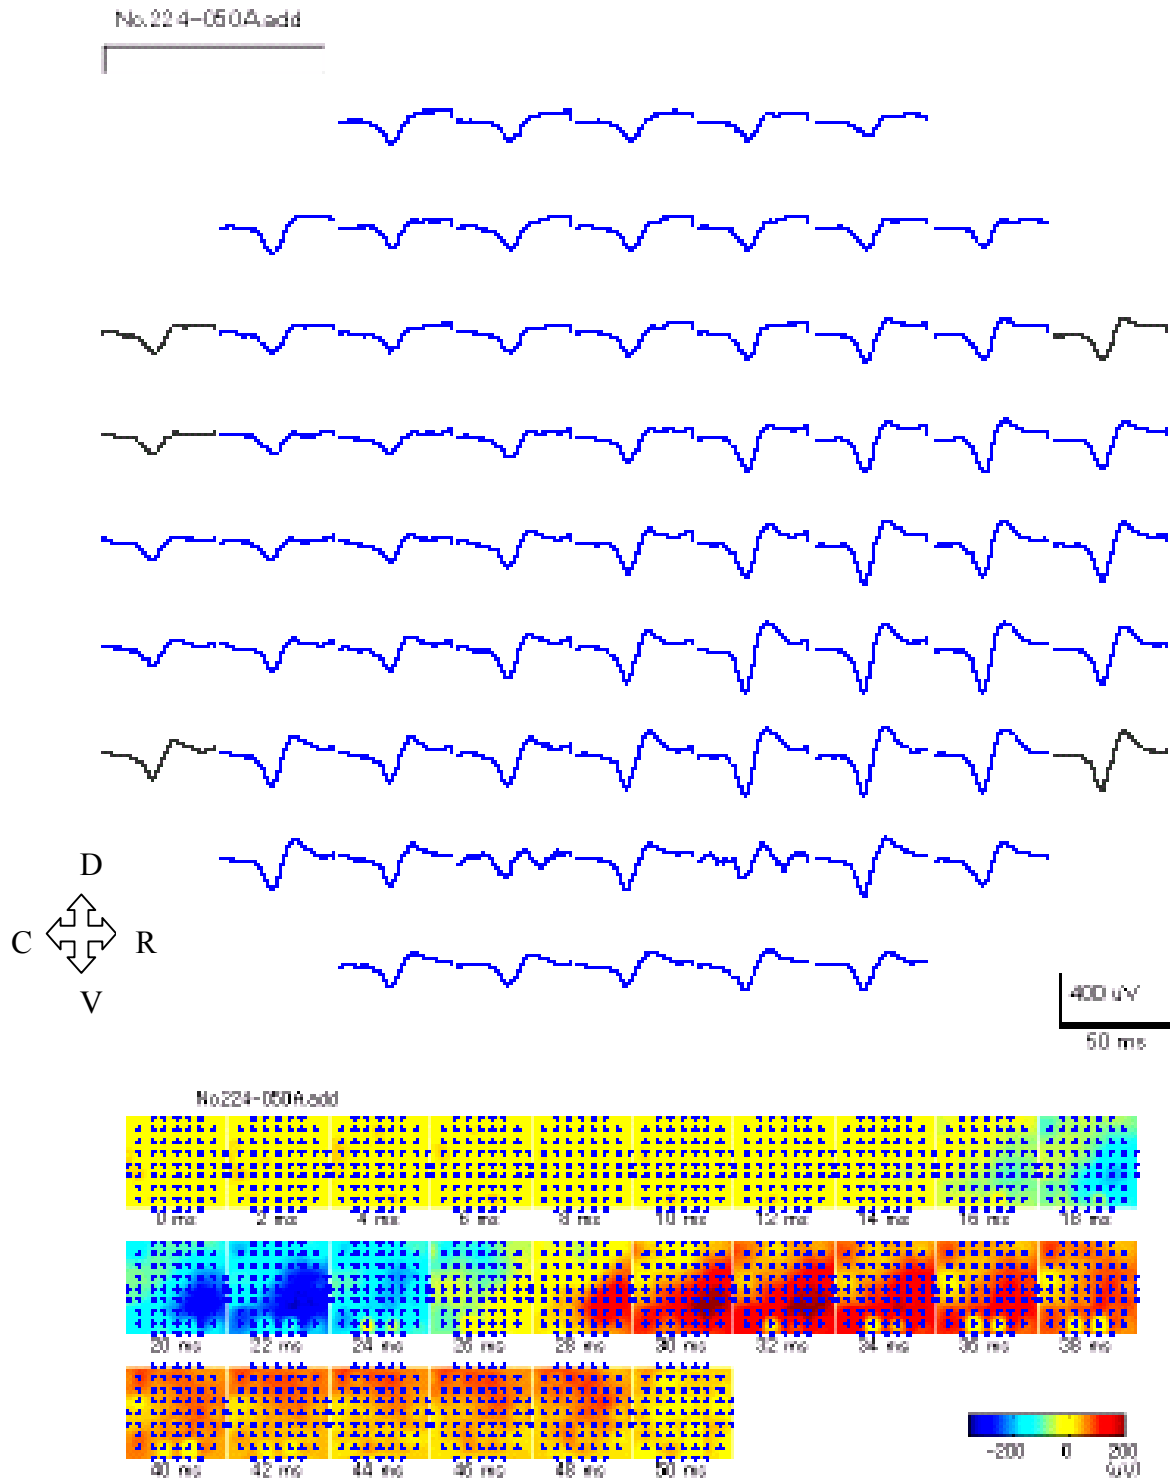 No.224-050A.add
D
C R
V
400 uV
50 ms
No224-050A.add
0 ms 2 ms 4 ms 6 ms 8 ms 10 ms 12 ms 14 ms 16 ms 18 ms
20 ms 22 ms 24 ms 26 ms 28 ms 30 ms 32 ms 34 ms 36 ms 38 ms
40 ms 42 ms 44 ms 46 ms 48 ms 50 ms
-200 0 200
(uV)